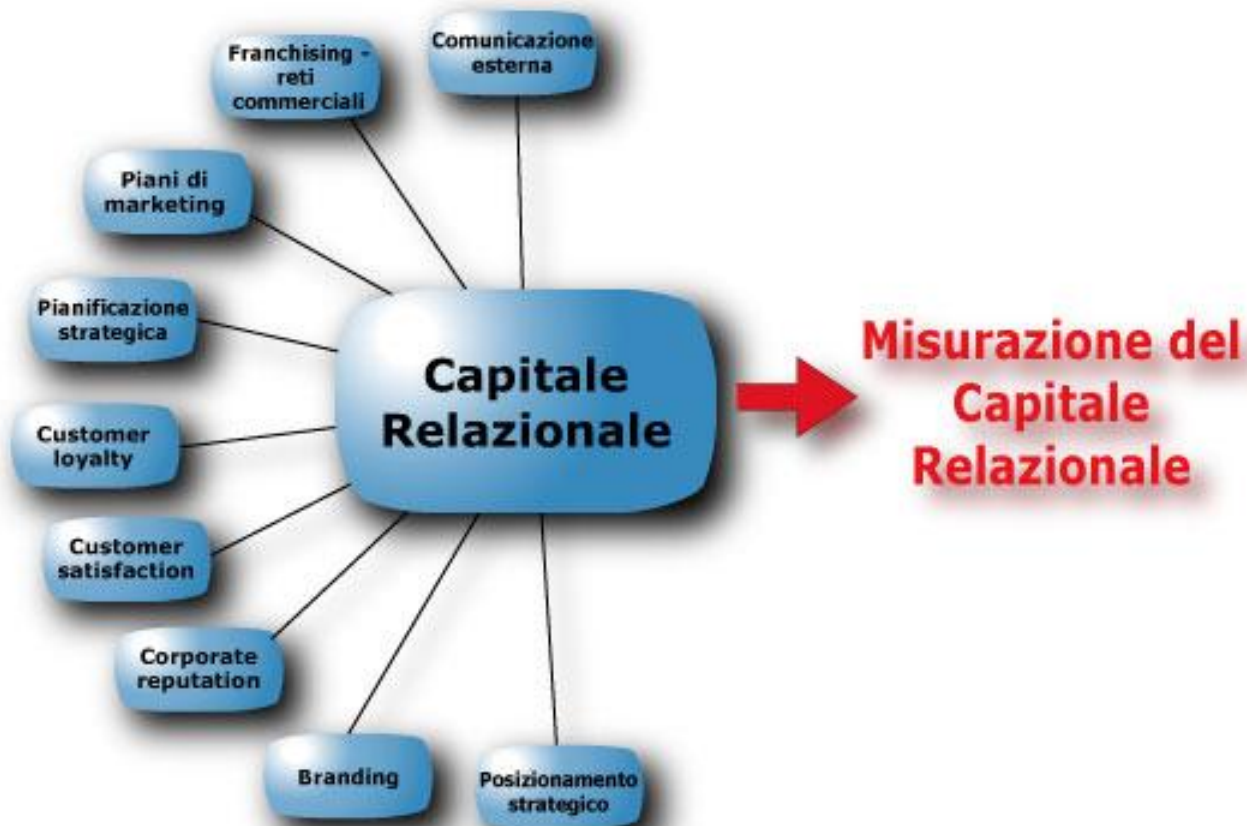 Comunicazione
esterna
Franchising -
reti
commerciali
Piani di
marketing
Pianificazione
strategica
Customer
loyalty
Customer
satisfaction
Corporate
reputation
Branding
Posizionamento
strategico
Capitale
Relazionale
Misurazione del
Capitale
Relazionale